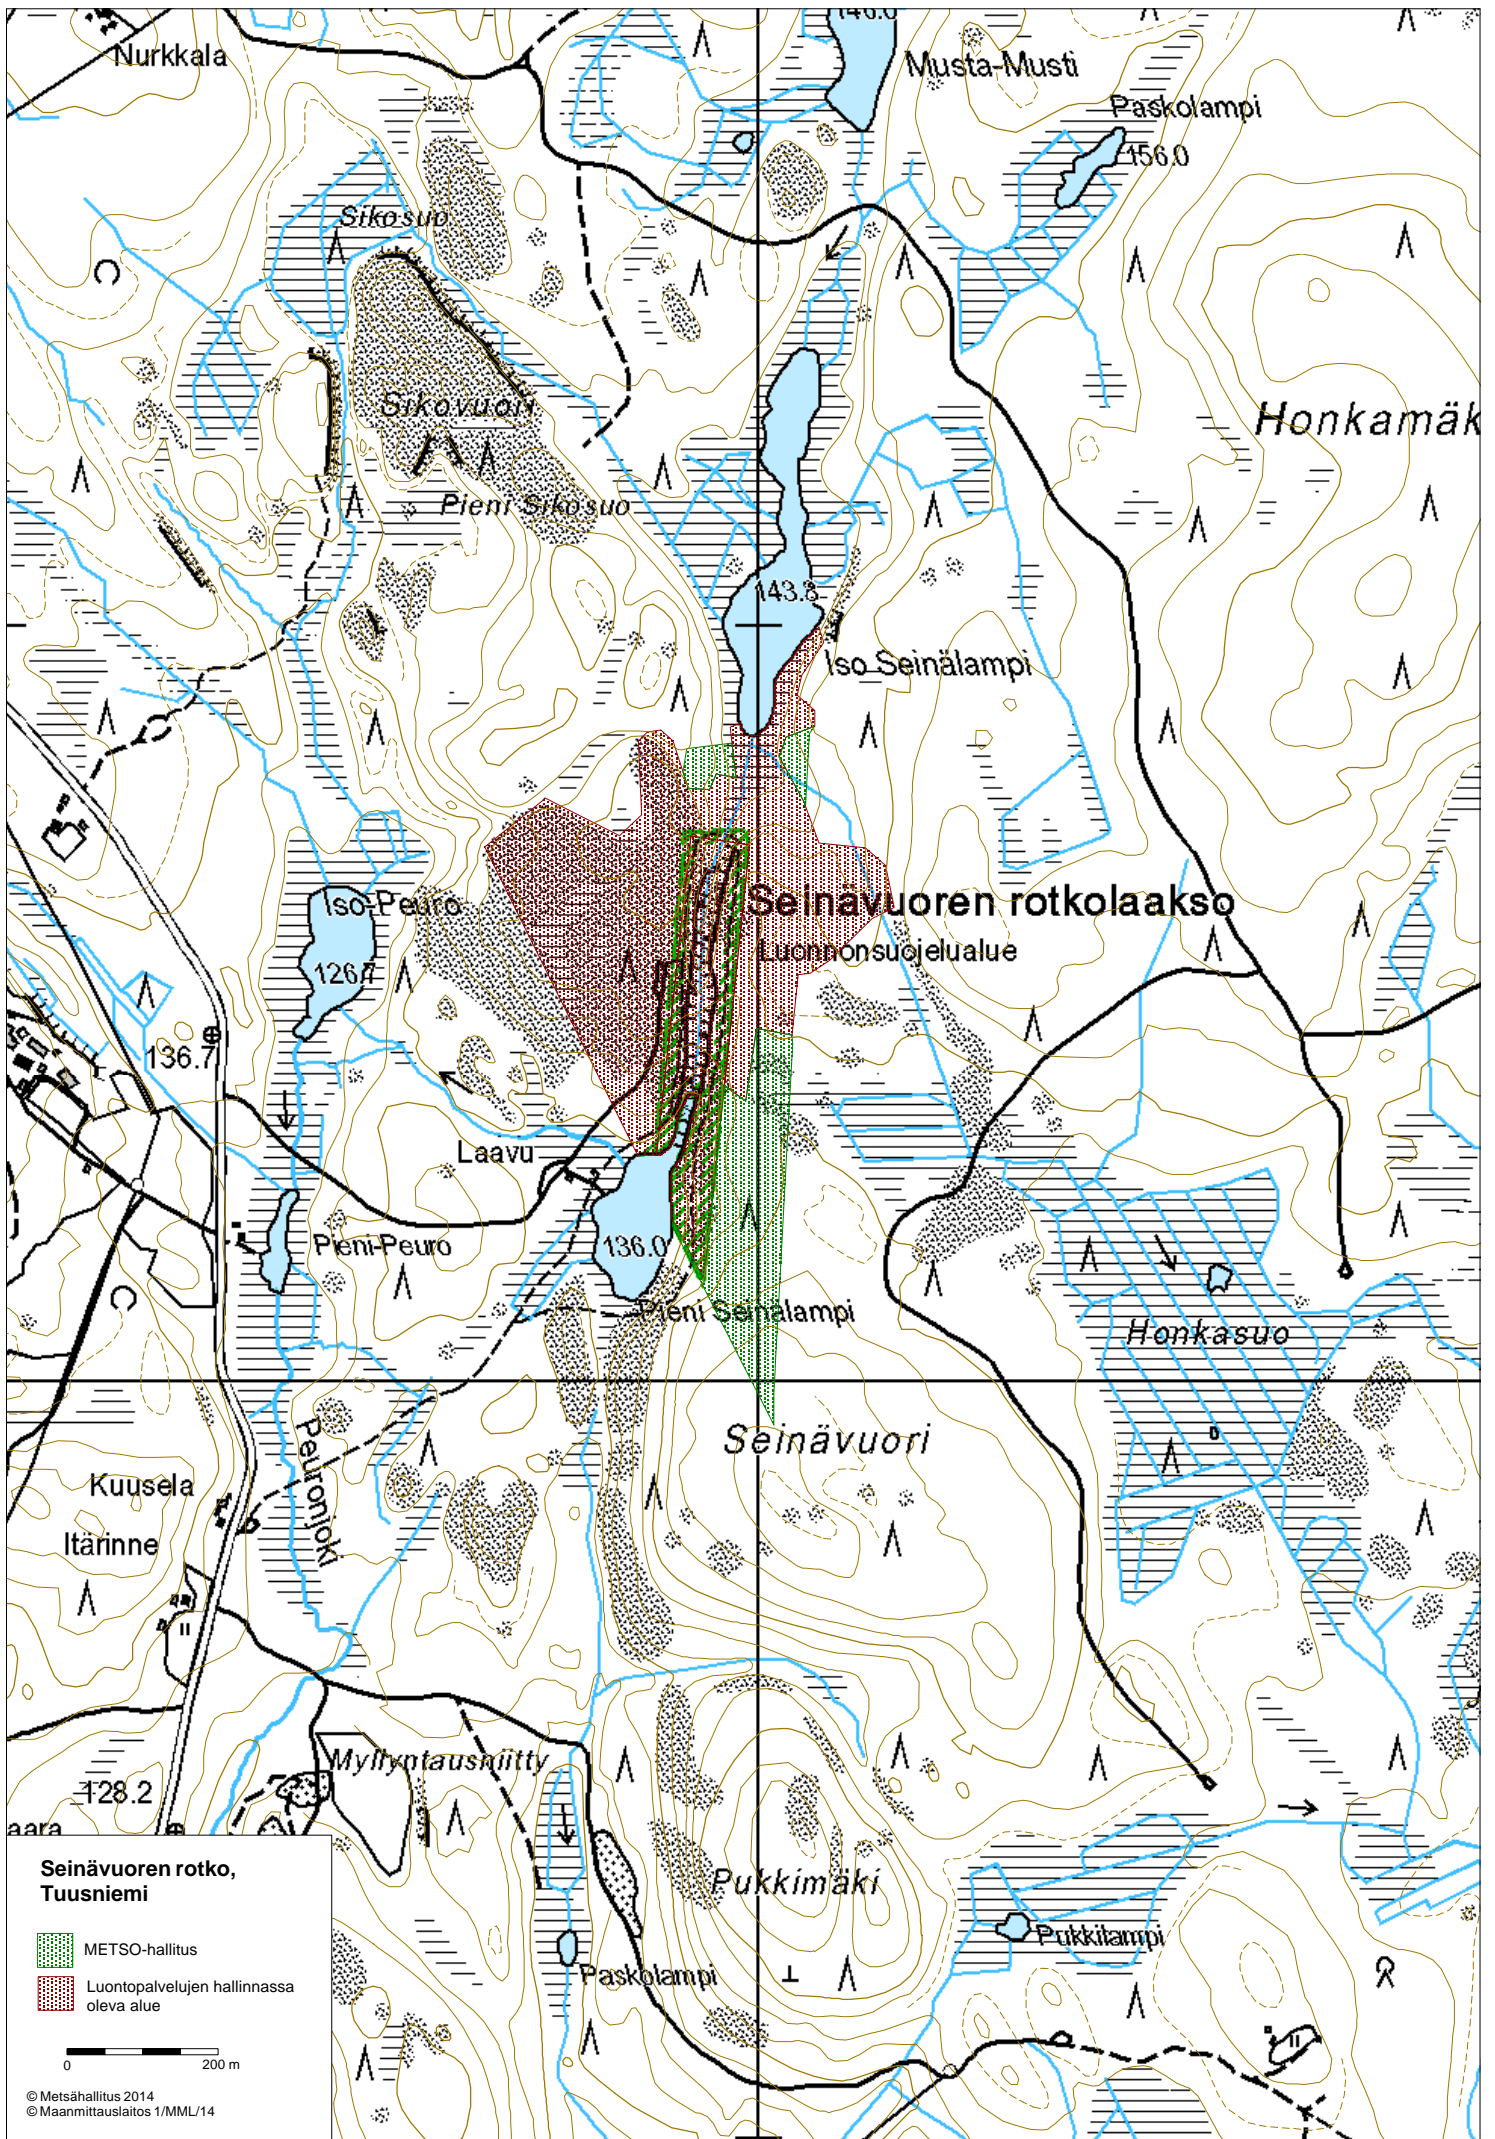 146.0
Nurkkala
Musta-Musti
Paskolampi
156.0
Sikosuo
Sikovuori
Honkamäk
Pieni Sikosuo
143.8
Iso Seinälampi
Iso-Peuro
Seinävuoren rotkolaakso
Luonnonsuojelualue
126.7
136.7
Laavu
Pieni-Peuro
136.0
Pieni Seinälampi
Honkasuo
Seinävuori
Peuronjoki
Kuusela
Itärinne
Myllyntausniitty
128.2
aara
Pukkimäki
Pukkilampi
Paskolampi
Seinävuoren rotko,
Tuusniemi
METSO-hallitus
Luontopalvelujen hallinnassa
oleva alue
0 200 m
© Metsähallitus 2014
© Maanmittauslaitos 1/MML/14